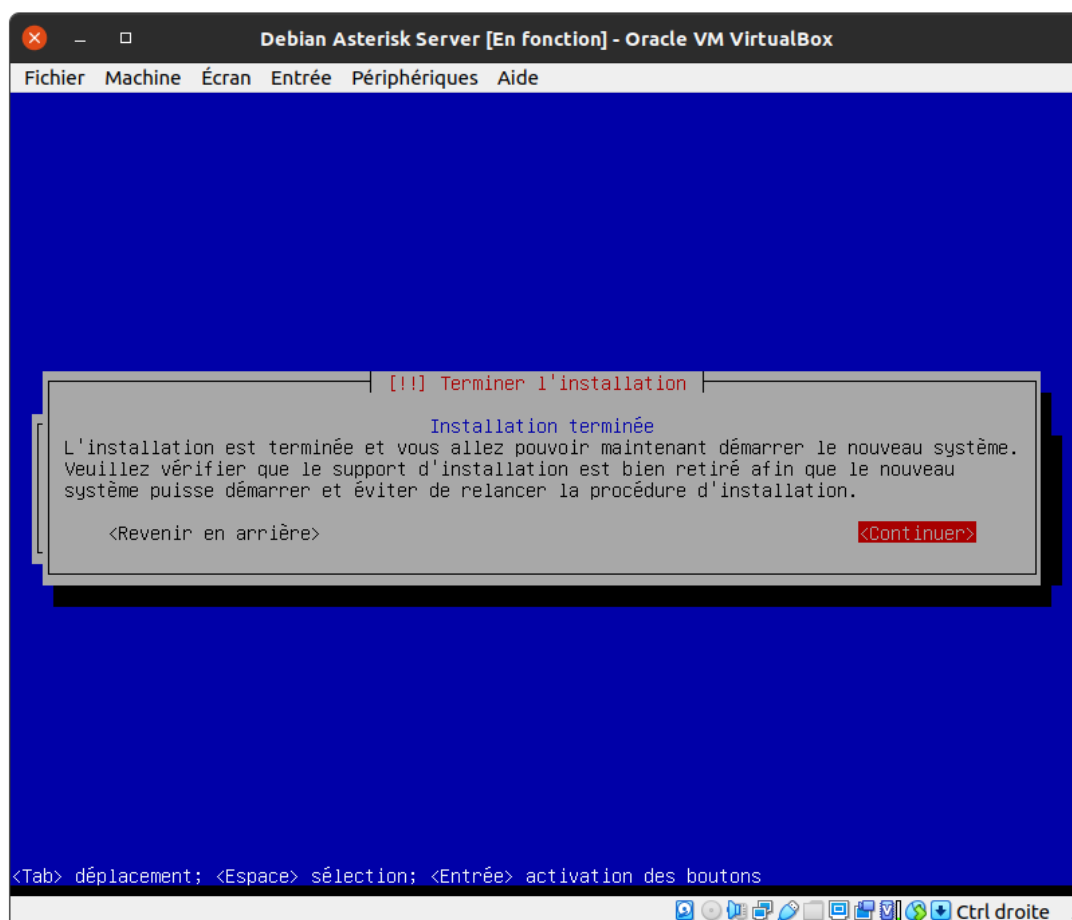 Debian Asterisk Server [En fonction] - Oracle VM VirtualBox
Fichier Machine Écran Entrée Périphériques Aide
[!!] Terminer l'installation
Installation terminée
L'installation est terminée et vous allez pouvoir maintenant démarrer le nouveau système.
Veuillez vérifier que le support d'installation est bien retiré afin que le nouveau
système puisse démarrer et éviter de relancer la procédure d'installation.
<Revenir en arrière> <Continuer>
<Tab> déplacement; <Espace> sélection; <Entrée> activation des boutons
Ctrl droite